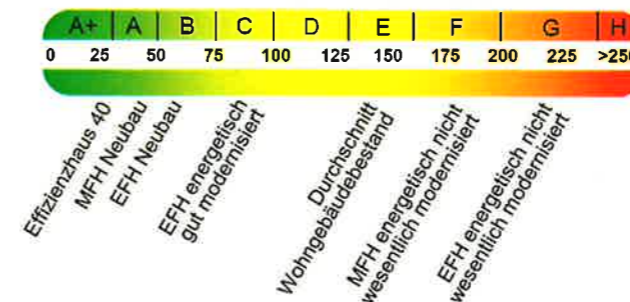 A+ A B C D E F G H
0 25 50 75 100 125 150 175 200 225 >250
Effizienzhaus 40
MFH Neubau
EFH Neubau
EFH energetisch
gut modernisiert
Durchschnitt
Wohngebäudebestand
MFH energetisch nicht
wesentlich modernisiert
EFH energetisch nicht
wesentlich modernisiert